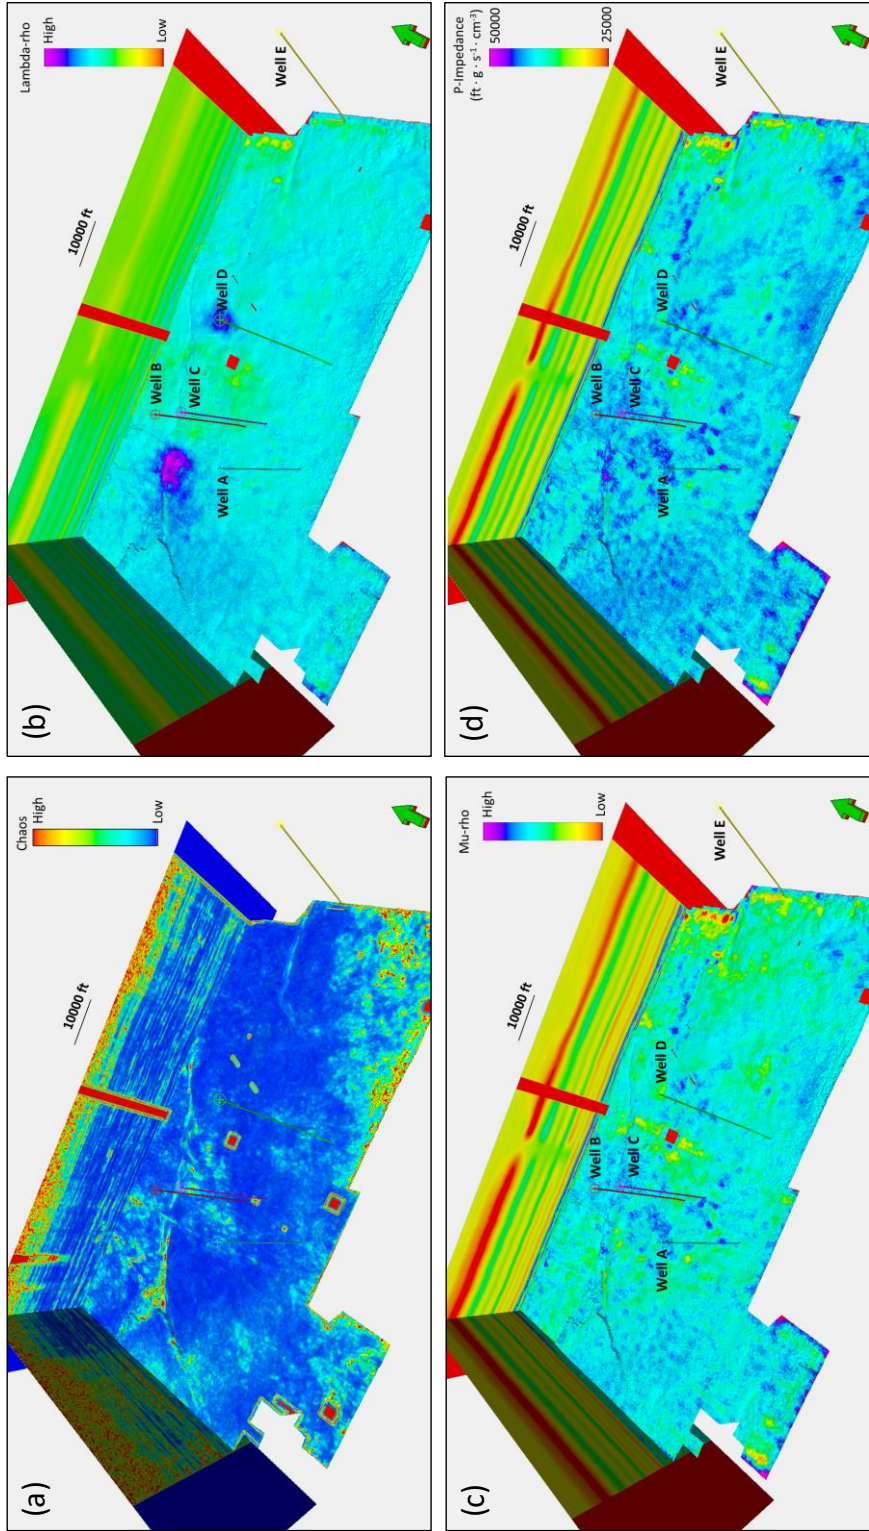 (a)
Chaos
High
Low
10000 ft
(b)
Lambda-rho
High
Low
10000 ft
Well A
Well B
Well C
Well D
Well E
(c)
Mu-rho
High
Low
10000 ft
Well A
Well B
Well C
Well D
Well E
(d)
P-Impedance
(ft · g · s⁻¹ · cm⁻³)
50000
25000
10000 ft
Well A
Well B
Well C
Well D
Well E